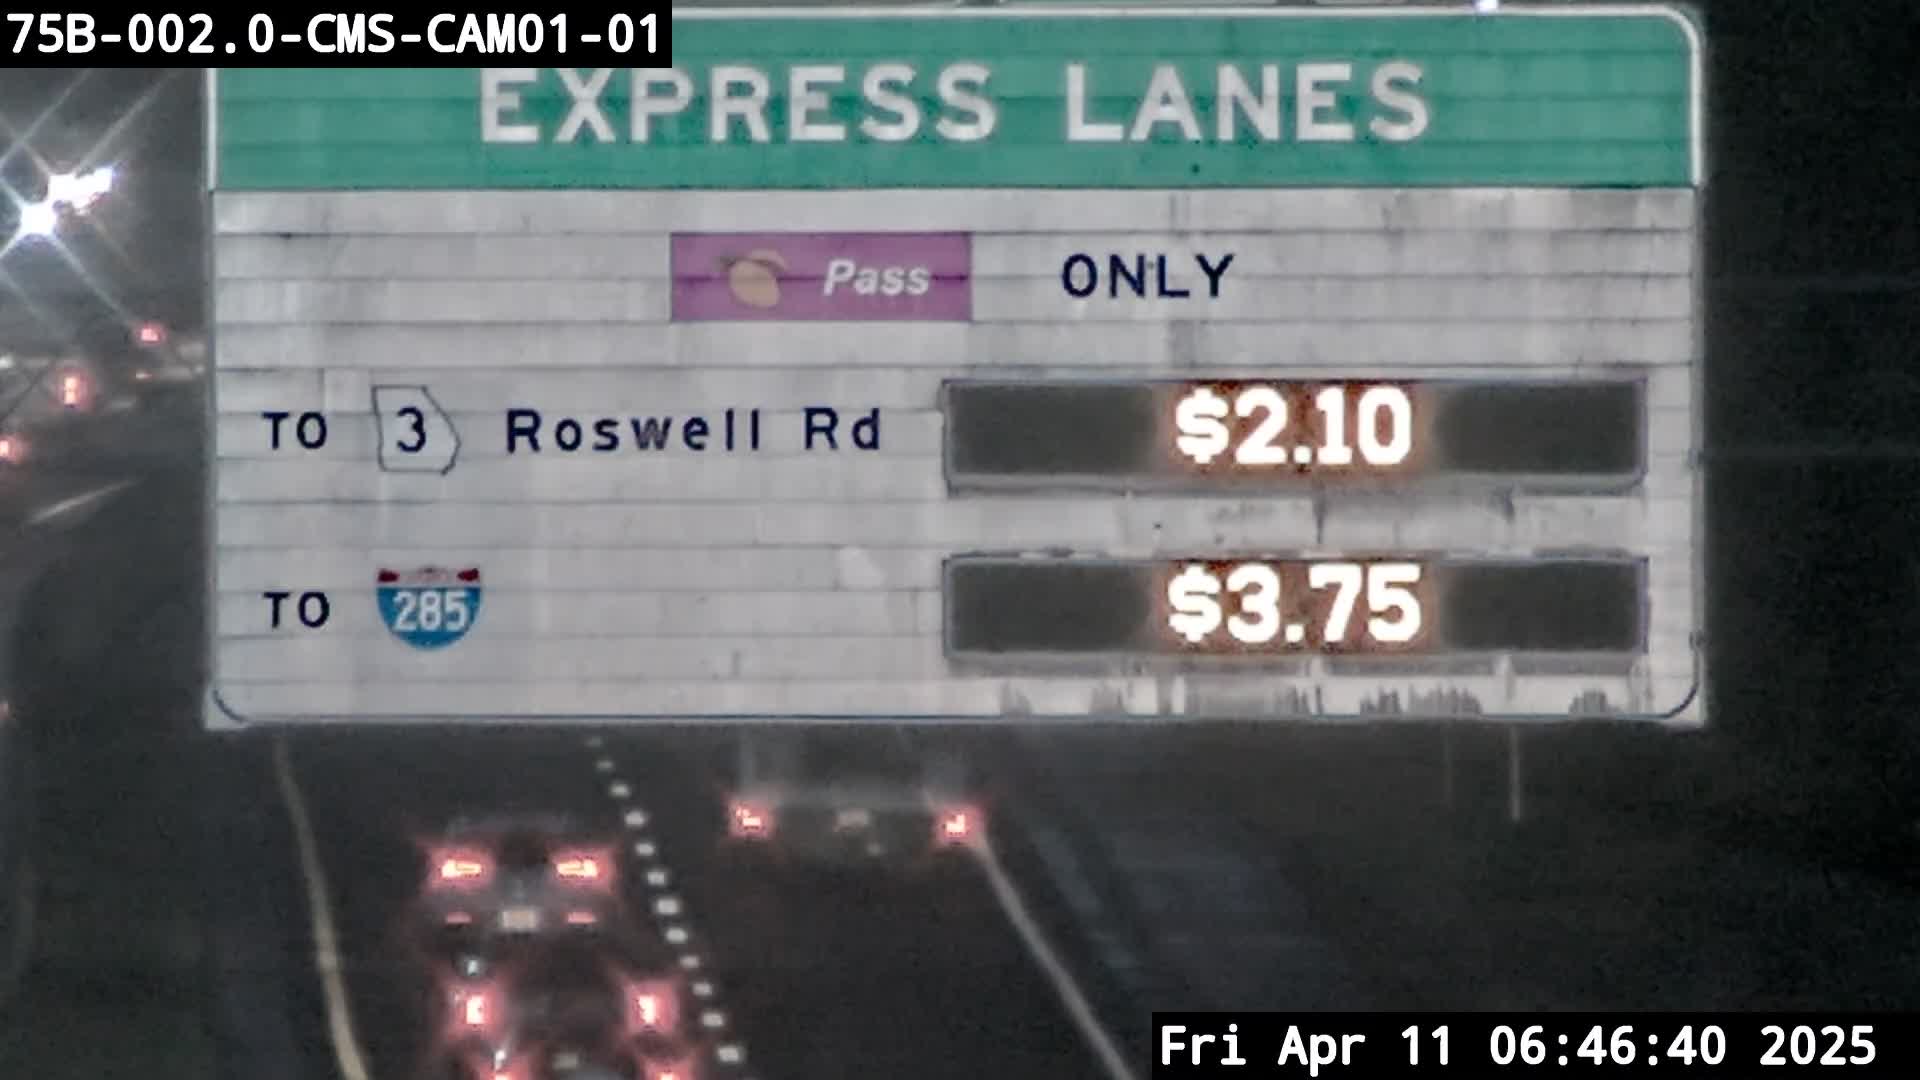 75B-002.0-CMS-CAM01-01
EXPRESS LANES
Pass ONLY
TO 3 Roswell Rd $2.10
TO 285 $3.75
Fri Apr 11 06:46:40 2025